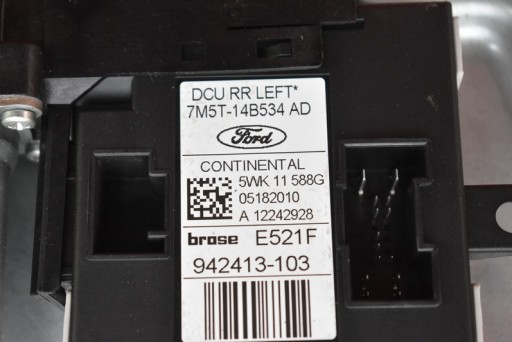 DCU RR LEFT*
7M5T-14B534 AD
Ford
CONTINENTAL
5WK 11 588G
05182010
A 12242928
brose E521F
942413-103